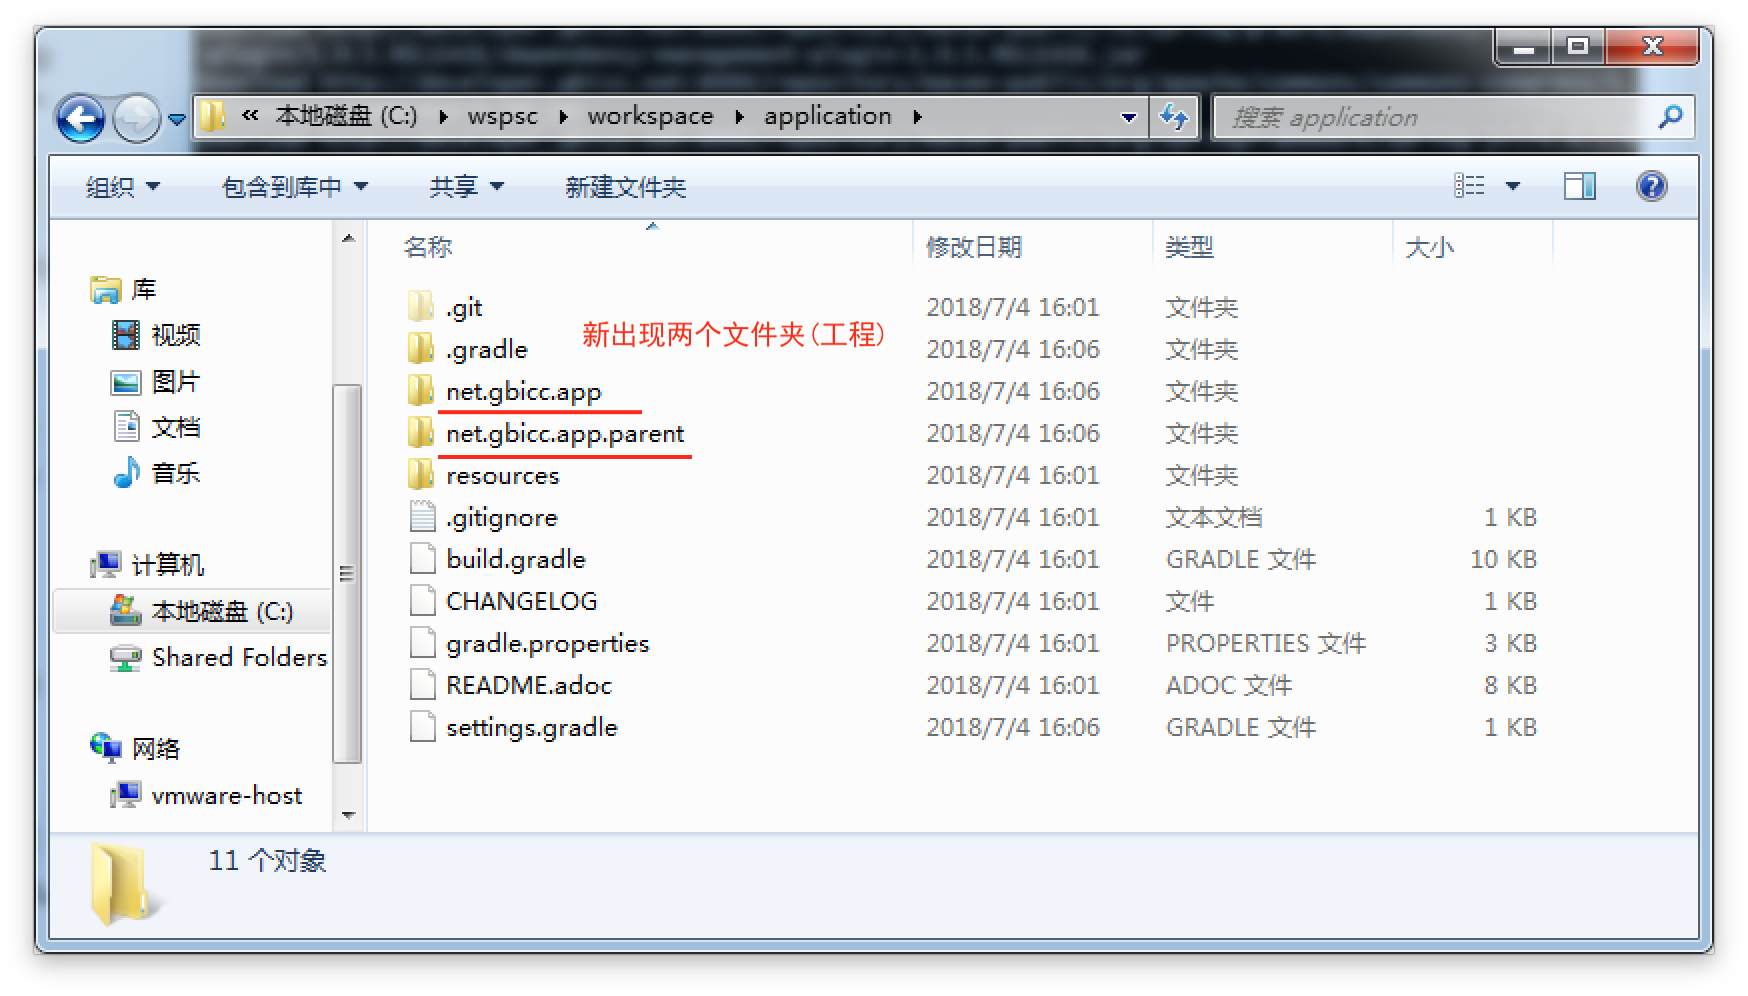 « 本地磁盘 (C:) ▸ wspsc ▸ workspace ▸ application ▸
搜索 application
组织 包含到库中 共享 新建文件夹
名称 修改日期 类型 大小
库
视频
图片
文档
音乐
计算机
本地磁盘 (C:)
Shared Folders
网络
vmware-host
.git 2018/7/4 16:01 文件夹
新出现两个文件夹(工程)
.gradle 2018/7/4 16:06 文件夹
net.gbicc.app 2018/7/4 16:06 文件夹
net.gbicc.app.parent 2018/7/4 16:06 文件夹
resources 2018/7/4 16:01 文件夹
.gitignore 2018/7/4 16:01 文本文档 1 KB
build.gradle 2018/7/4 16:01 GRADLE 文件 10 KB
CHANGELOG 2018/7/4 16:01 文件 1 KB
gradle.properties 2018/7/4 16:01 PROPERTIES 文件 3 KB
README.adoc 2018/7/4 16:01 ADOC 文件 8 KB
settings.gradle 2018/7/4 16:06 GRADLE 文件 1 KB
11 个对象